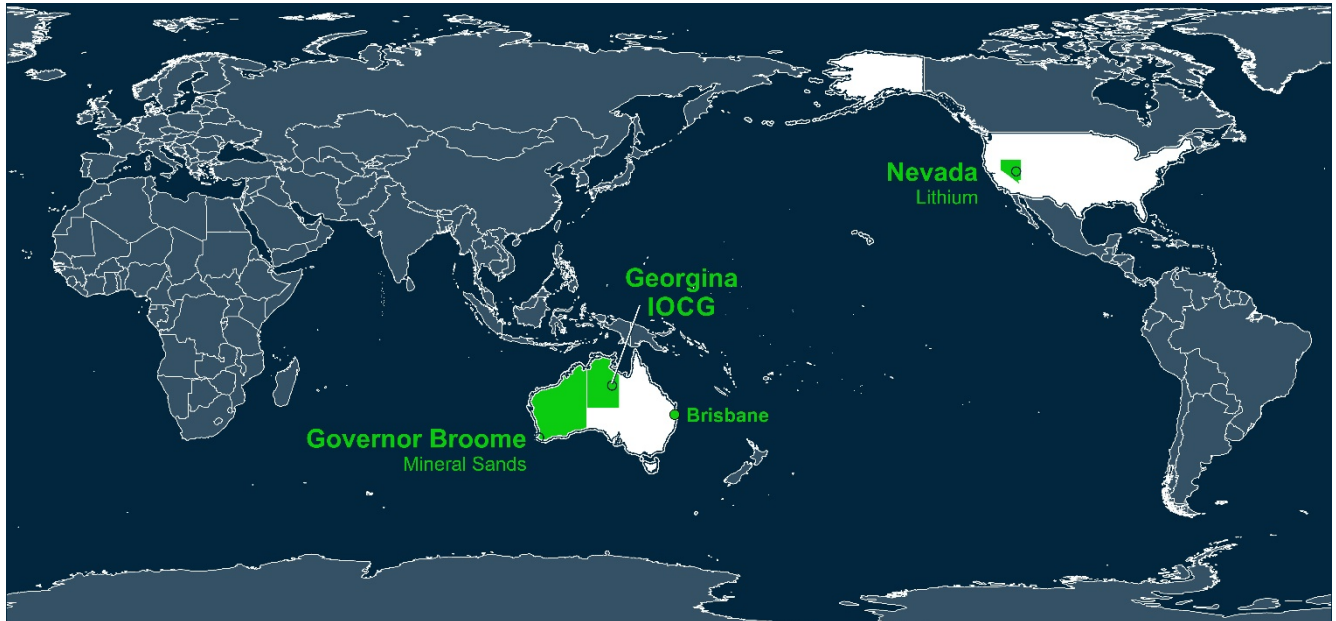 Nevada
Lithium
Georgina
IOCG
Brisbane
Governor Broome
Mineral Sands